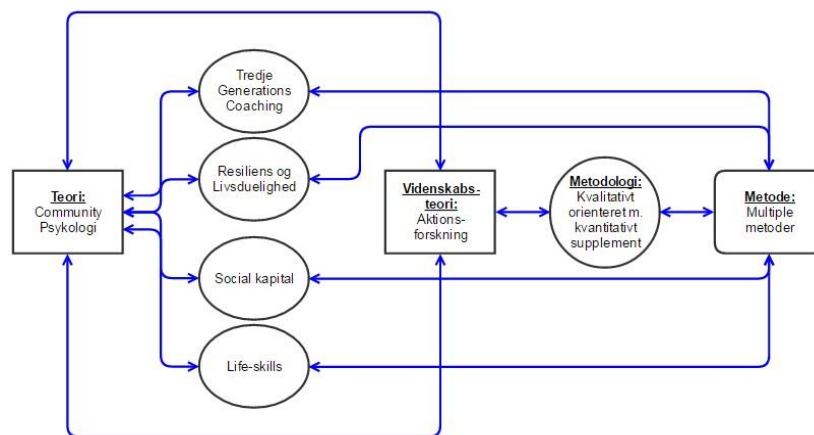 Tredje
Generations
Coaching
Resiliens og
Livsduelighed
Teori:
Community
Psykologi
Social kapital
Life-skills
Videnskabs-
teori:
Aktions-
forskning
Metodologi:
Kvalitativt
orienteret m.
kvantitativt
supplement
Metode:
Multiple
metoder